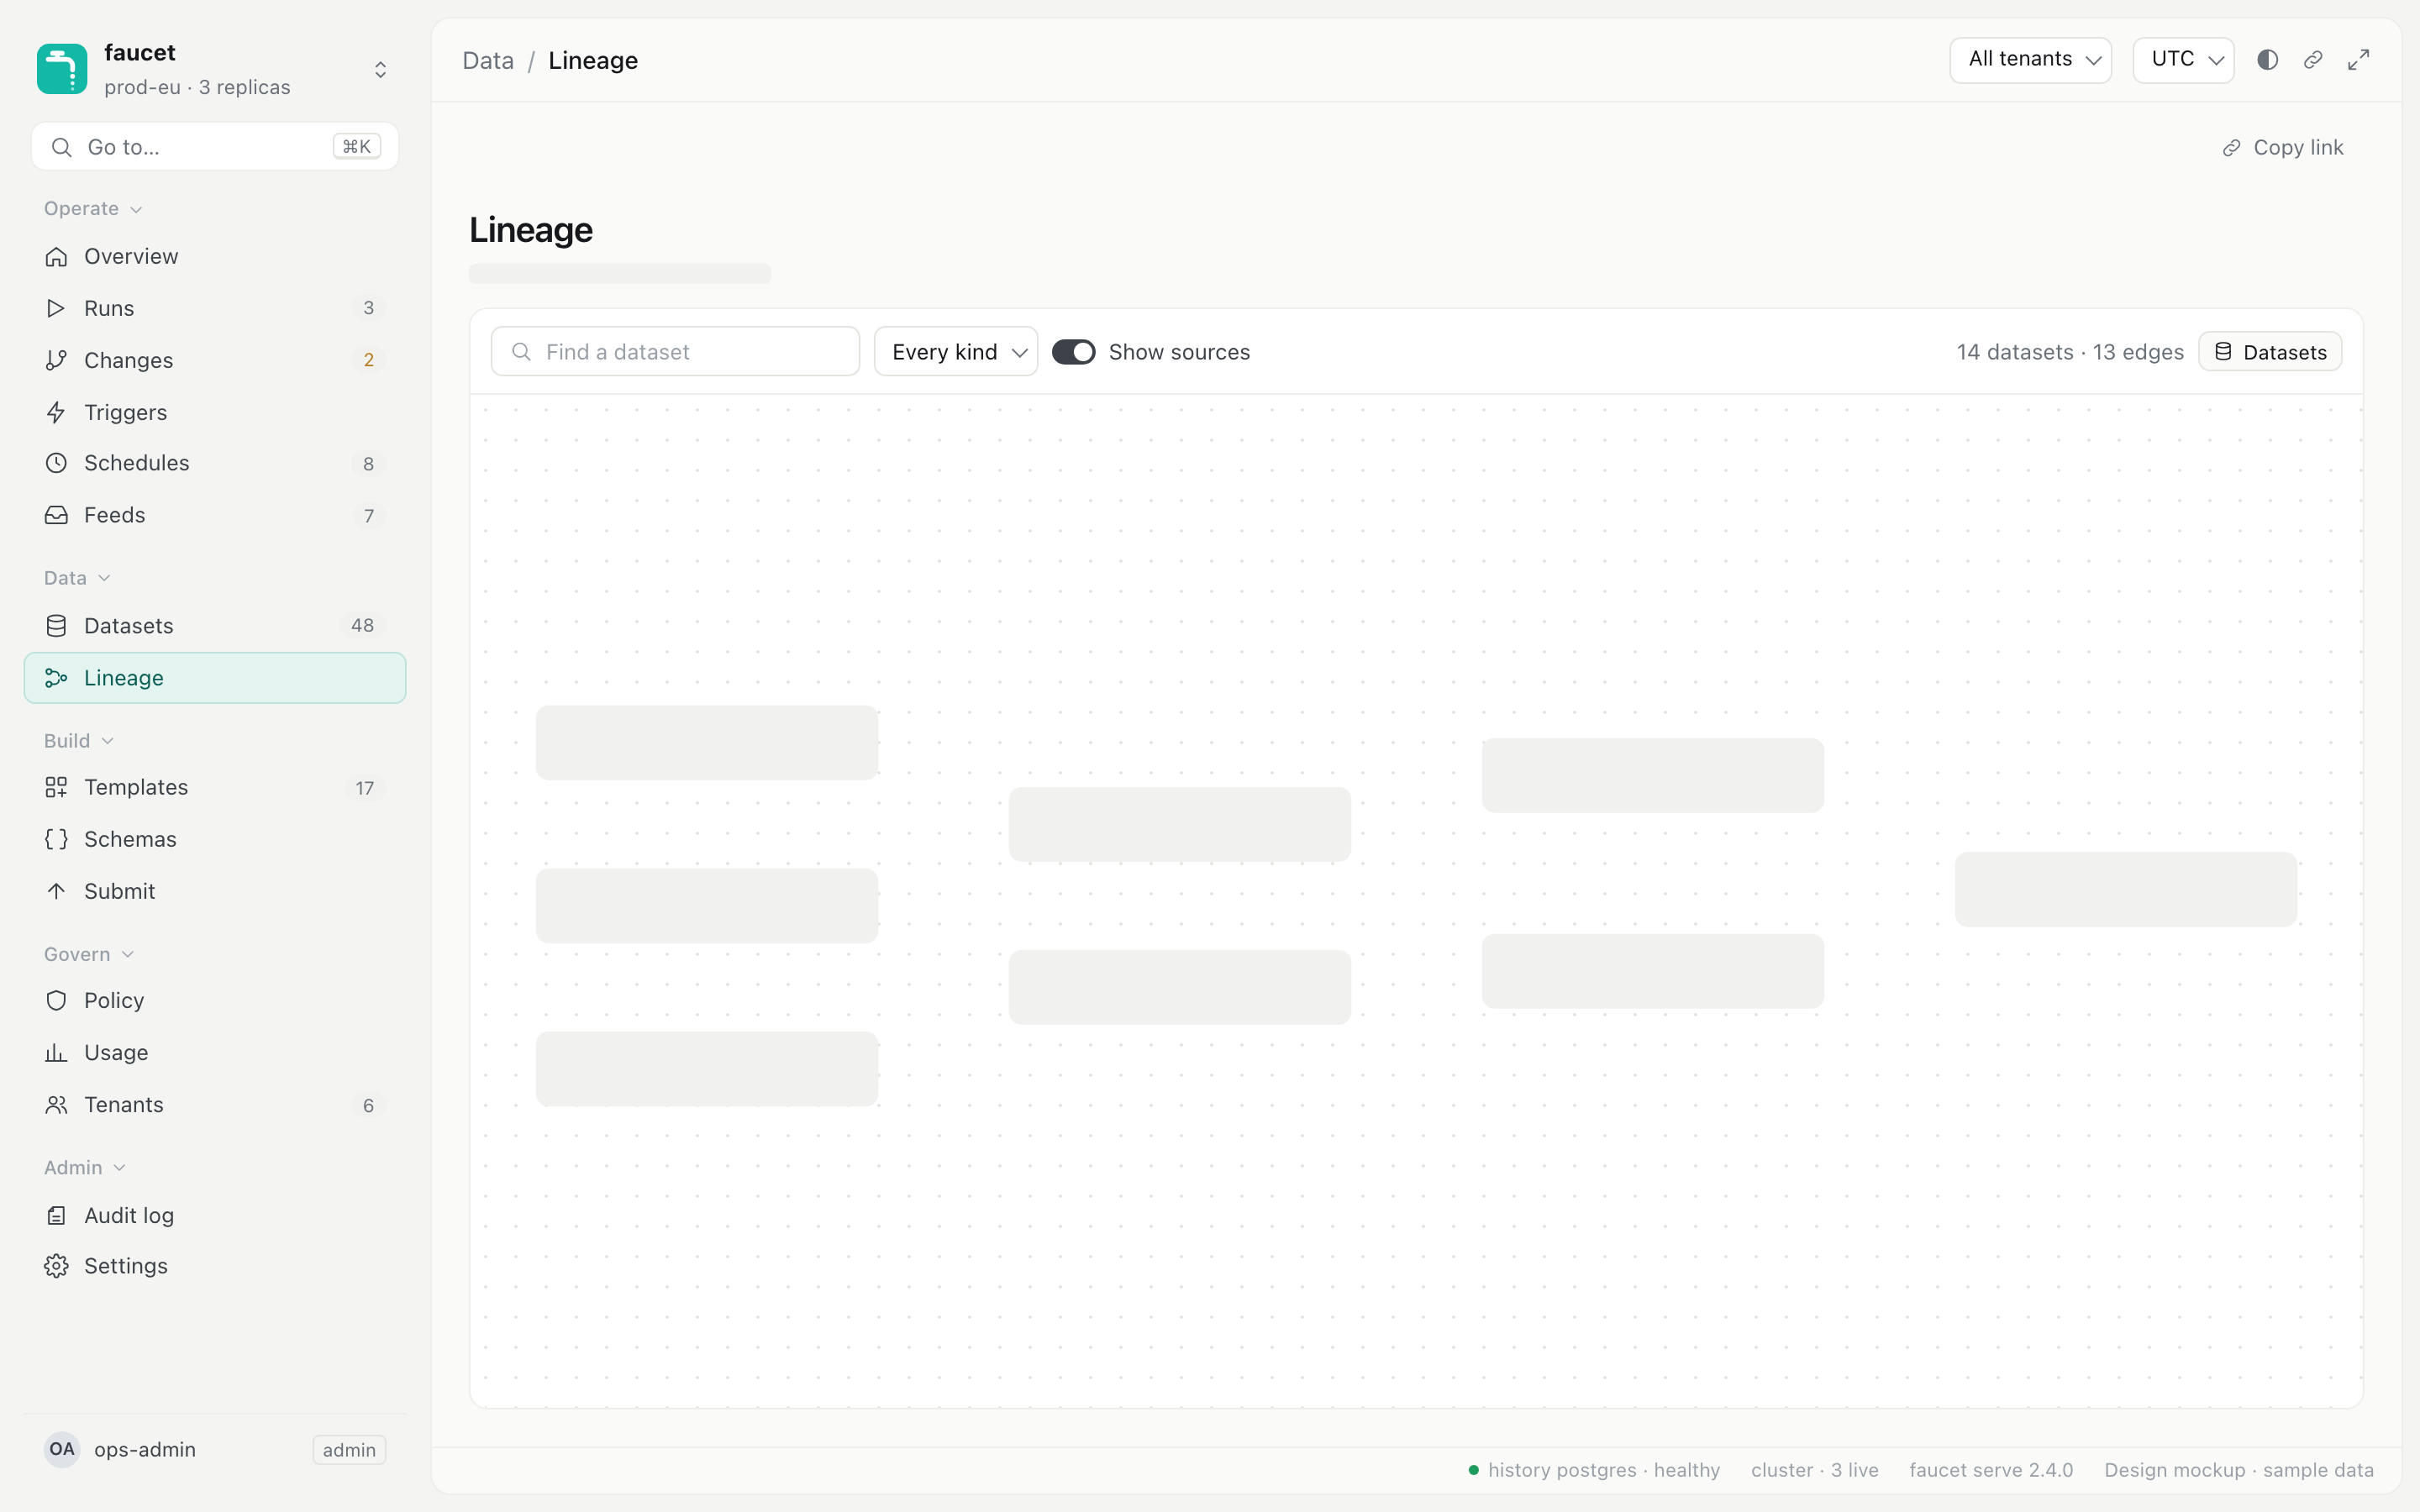 faucet
prod-eu · 3 replicas
Go to...
⌘K
Operate
Overview
Runs 3
Changes 2
Triggers
Schedules 8
Feeds 7
Data
Datasets 48
Lineage
Build
Templates 17
Schemas
Submit
Govern
Policy
Usage
Tenants 6
Admin
Audit log
Settings
OA ops-admin admin
Data / Lineage
All tenants
UTC
Copy link
Lineage
Find a dataset
Every kind
Show sources
14 datasets · 13 edges
Datasets
history postgres · healthy
cluster · 3 live
faucet serve 2.4.0
Design mockup · sample data